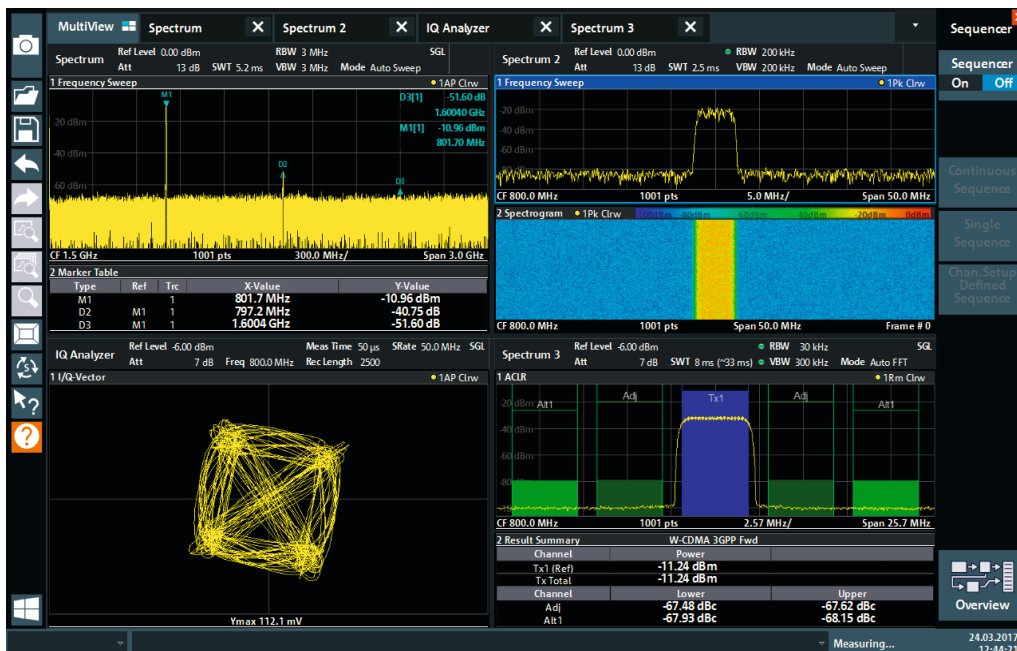 MultiView Spectrum X Spectrum 2 X IQ Analyzer X Spectrum 3 X
Sequencer
Sequencer
On Off
Continuous
Sequence
Single
Sequence
Chan.Setup
Defined
Sequence
Overview
Spectrum Ref Level 0.00 dBm RBW 3 MHz SGL
Att 13 dB SWT 5.2 ms VBW 3 MHz Mode Auto Sweep
1 Frequency Sweep 1AP Clrw
M1
D3[1] -51.60 dB
1.60040 GHz
M1[1] -10.96 dBm
801.70 MHz
-20 dBm
-40 dBm
D2
D3
-60 dBm
CF 1.5 GHz 1001 pts 300.0 MHz/ Span 3.0 GHz
2 Marker Table
Type Ref Trc X-Value Y-Value
M1 1 801.7 MHz -10.96 dBm
D2 M1 1 797.2 MHz -40.75 dB
D3 M1 1 1.6004 GHz -51.60 dB
Spectrum 2 Ref Level 0.00 dBm RBW 200 kHz
Att 13 dB SWT 2.5 ms VBW 200 kHz Mode Auto Sweep
1 Frequency Sweep 1Pk Clrw
-20 dBm
-40 dBm
-60 dBm
-80 dBm
CF 800.0 MHz 1001 pts 5.0 MHz/ Span 50.0 MHz
2 Spectrogram 1Pk Clrw -100dBm -80dBm -60dBm -40dBm -20dBm 0dBm
CF 800.0 MHz 1001 pts Span 50.0 MHz Frame # 0
IQ Analyzer Ref Level -6.00 dBm Meas Time 50 µs SRate 50.0 MHz SGL
Att 7 dB Freq 800.0 MHz Rec Length 2500
1 I/Q-Vector 1AP Clrw
Ymax 112.1 mV
Spectrum 3 Ref Level -6.00 dBm RBW 30 kHz SGL
Att 7 dB SWT 8 ms (~33 ms) VBW 300 kHz Mode Auto FFT
1 ACLR 1Rm Clrw
-20 dBm Alt1 Adj Tx1 Adj Alt1
-40 dBm
-60 dBm
CF 800.0 MHz 1001 pts 2.57 MHz/ Span 25.7 MHz
2 Result Summary W-CDMA 3GPP Fwd
Channel Power
Tx1 (Ref) -11.24 dBm
Tx Total -11.24 dBm
Channel Lower Upper
Adj -67.48 dBc -67.62 dBc
Alt1 -67.93 dBc -68.15 dBc
Measuring...
24.03.2017
12:44:21